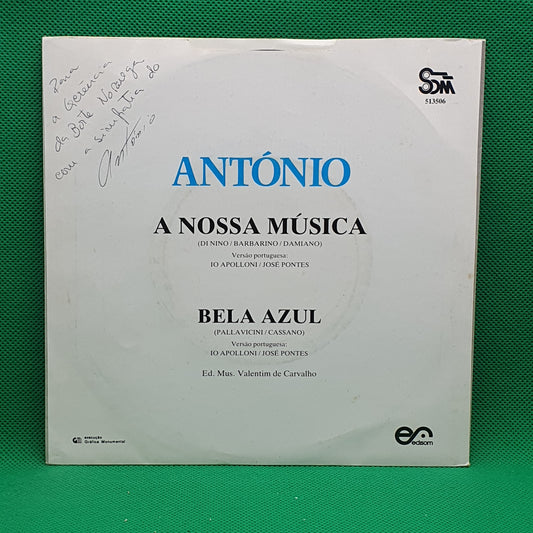 Para
a Gerência
da Boite Noruega
com a simpatia do
António
SDM
513506
ANTÓNIO
A NOSSA MÚSICA
(DI NINO / BARBARINO / DAMIANO)
Versão portuguesa:
IO APOLLONI / JOSÉ PONTES
BELA AZUL
(PALLAVICINI / CASSANO)
Versão portuguesa:
IO APOLLONI / JOSÉ PONTES
Ed. Mus. Valentim de Carvalho
execução
Gráfica Monumental
edisom